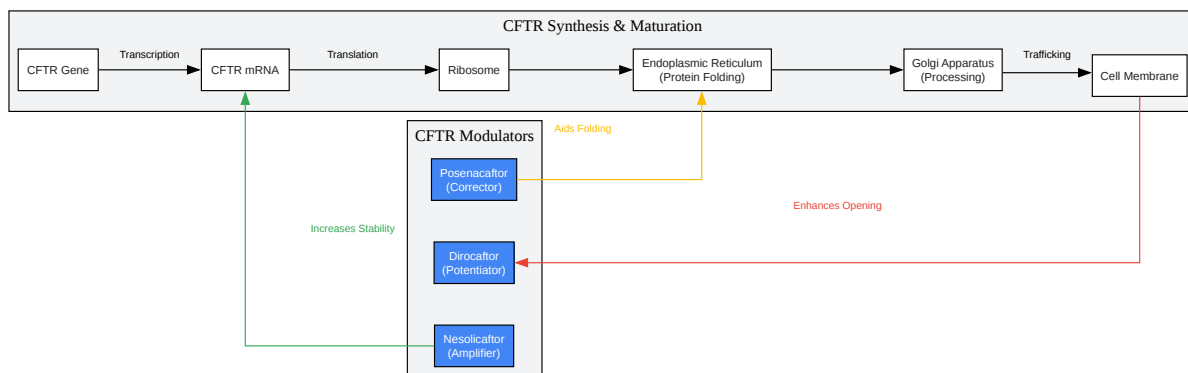 CFTR Synthesis & Maturation
Transcription
Translation
Trafficking
CFTR Gene
CFTR mRNA
Ribosome
Endoplasmic Reticulum
(Protein Folding)
Golgi Apparatus
(Processing)
Cell Membrane
CFTR Modulators
Aids Folding
Posenacaftor
(Corrector)
Enhances Opening
Increases Stability
Dirocaftor
(Potentiator)
Nesolicaftor
(Amplifier)